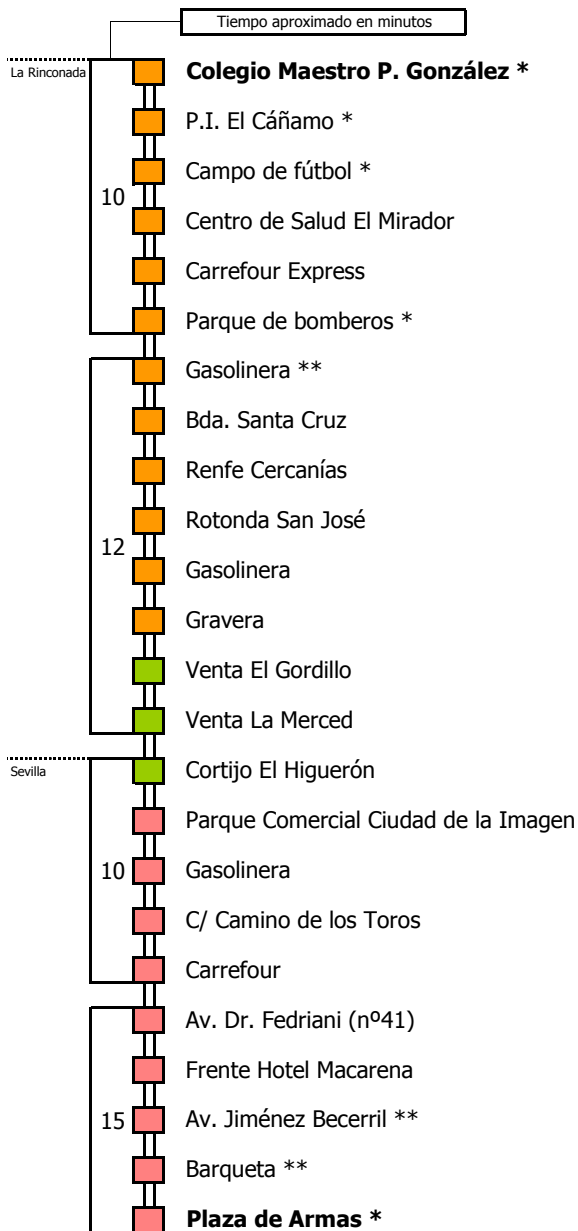 Tiempo aproximado en minutos
La Rinconada
Colegio Maestro P. González *
P.I. El Cáñamo *
Campo de fútbol *
10
Centro de Salud El Mirador
Carrefour Express
Parque de bomberos *
Gasolinera **
Bda. Santa Cruz
Renfe Cercanías
Rotonda San José
12
Gasolinera
Gravera
Venta El Gordillo
Venta La Merced
Sevilla
Cortijo El Higuerón
Parque Comercial Ciudad de la Imagen
10
Gasolinera
C/ Camino de los Toros
Carrefour
Av. Dr. Fedriani (nº41)
Frente Hotel Macarena
15
Av. Jiménez Becerril **
Barqueta **
Plaza de Armas *